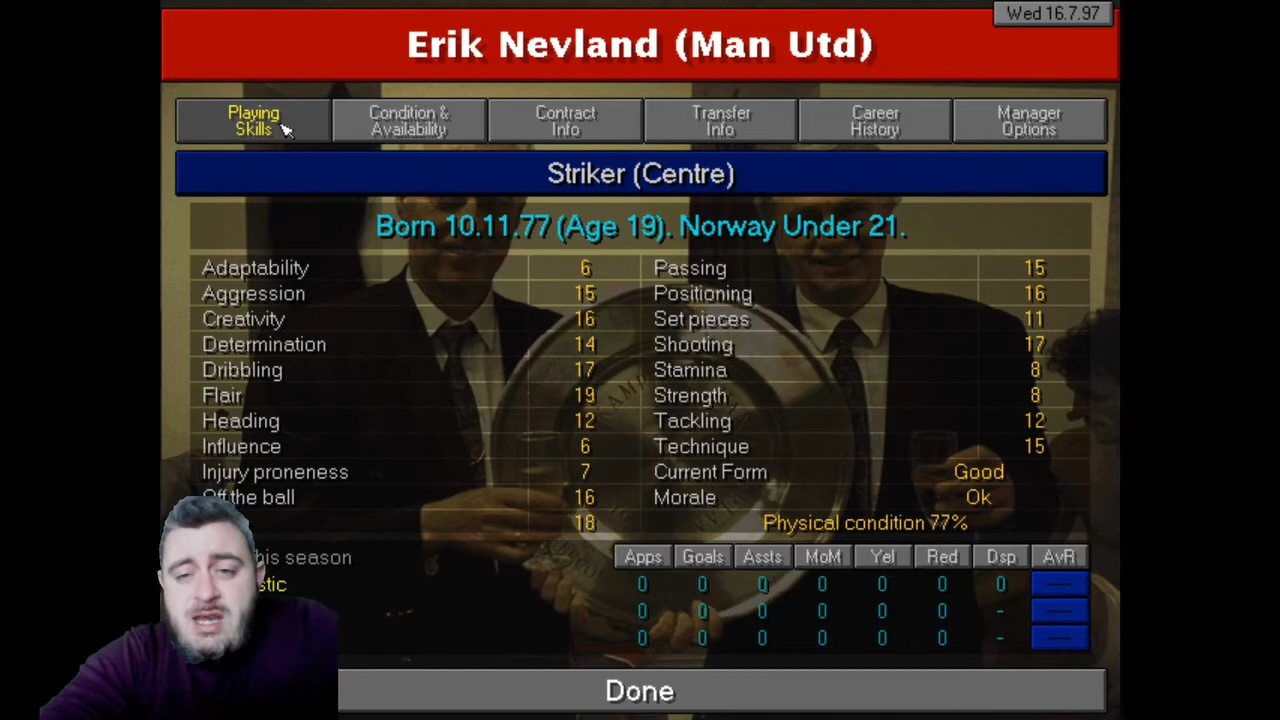 Wed 16.7.97
Erik Nevland (Man Utd)
Playing Skills
Condition & Availability
Contract Info
Transfer Info
Career History
Manager Options
Striker (Centre)
Born 10.11.77 (Age 19). Norway Under 21.
Adaptability 6 Passing 15
Aggression 15 Positioning 16
Creativity 16 Set pieces 11
Determination 14 Shooting 17
Dribbling 17 Stamina 8
Flair 19 Strength 8
Heading 12 Tackling 12
Influence 6 Technique 15
Injury proneness 7 Current Form Good
Off the ball 16 Morale Ok
18 Physical condition 77%
his season Apps Goals Assts MoM Yel Red Dsp AvR
stic 0 0 0 0 0 0 0 —
0 0 0 0 0 0 - —
0 0 0 0 0 0 - —
Done